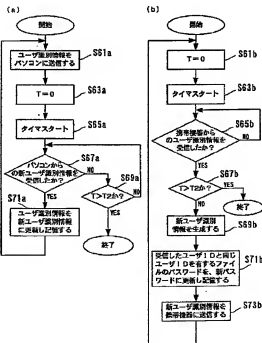 (a)
開始
ユーザ識別情報を
パソコンに送信する
S61a
T=0
S63a
タイマスタート
S65a
パソコンから
の新ユーザ識別情報を
受信したか?
S67a
NO
YES
T>T2か?
S69a
NO
YES
終了
S71a
ユーザ識別情報を
新ユーザ識別情報
に更新し記憶する
(b)
開始
T=0
S61b
タイマスタート
S63b
携帯機器から
のユーザ識別情報を
受信したか?
S65b
NO
YES
T>T2か?
S67b
NO
YES
終了
新ユーザ識別
情報を生成する
S69b
受信したユーザIDと同じ
ユーザIDを有するファイ
ルのパスワードを、新パス
ワードに更新し記憶する
S71b
新ユーザ識別情報を
携帯機器に送信する
S73b